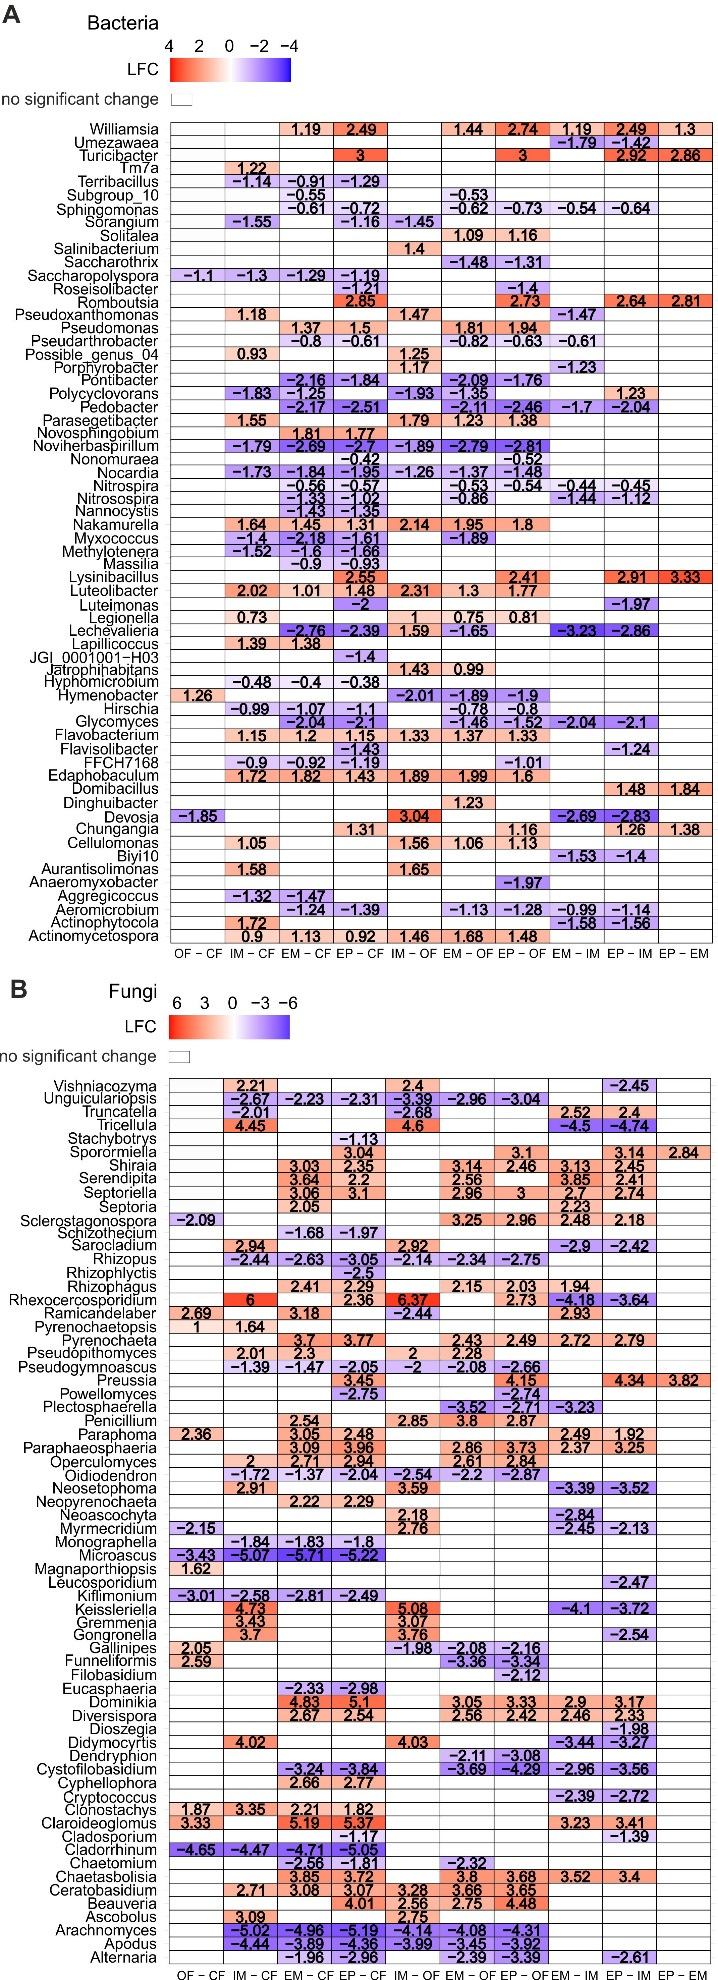 A
Bacteria
4 2 0 −2 −4
LFC
no significant change
Williamsia 1.19 2.49 1.44 2.74 1.19 2.49 1.3
Umezawaea −1.79 −1.42
Turicibacter 3 3 2.92 2.86
Tm7a 1.22
Terribacillus −1.14 −0.91 −1.29
Subgroup_10 −0.55 −0.53
Sphingomonas −0.61 −0.72 −0.62 −0.73 −0.54 −0.64
Sorangium −1.55 −1.16 −1.45
Solitalea 1.09 1.16
Salinibacterium 1.4
Saccharothrix −1.48 −1.31
Saccharopolyspora −1.1 −1.3 −1.29 −1.19
Roseisolibacter −1.21 −1.4
Romboutsia 2.85 2.73 2.64 2.81
Pseudoxanthomonas 1.18 1.47 −1.47
Pseudomonas 1.37 1.5 1.81 1.94
Pseudarthrobacter −0.8 −0.61 −0.82 −0.63 −0.61
Possible_genus_04 0.93 1.25
Porphyrobacter 1.17 −1.23
Pontibacter −2.16 −1.84 −2.09 −1.76
Polycyclovorans −1.83 −1.25 −1.93 −1.35 1.23
Pedobacter −2.17 −2.51 −2.11 −2.46 −1.7 −2.04
Parasegetibacter 1.55 1.79 1.23 1.38
Novosphingobium 1.81 1.77
Noviherbaspirillum −1.79 −2.69 −2.7 −1.89 −2.79 −2.81
Nonomuraea −0.42 −0.52
Nocardia −1.73 −1.84 −1.95 −1.26 −1.37 −1.48
Nitrospira −0.56 −0.57 −0.53 −0.54 −0.44 −0.45
Nitrosospira −1.33 −1.02 −0.86 −1.44 −1.12
Nannocystis −1.43 −1.35
Nakamurella 1.64 1.45 1.31 2.14 1.95 1.8
Myxococcus −1.4 −2.18 −1.61 −1.89
Methylotenera −1.52 −1.6 −1.66
Massilia −0.9 −0.93
Lysinibacillus 2.55 2.41 2.91 3.33
Luteolibacter 2.02 1.01 1.48 2.31 1.3 1.77
Luteimonas −2 −1.97
Legionella 0.73 1 0.75 0.81
Lechevalieria −2.76 −2.39 1.59 −1.65 −3.23 −2.86
Lapillicoccus 1.39 1.38
JGI_0001001−H03 −1.4
Jatrophihabitans 1.43 0.99
Hyphomicrobium −0.48 −0.4 −0.38
Hymenobacter 1.26 −2.01 −1.89 −1.9
Hirschia −0.99 −1.07 −1.1 −0.78 −0.8
Glycomyces −2.04 −2.1 −1.46 −1.52 −2.04 −2.1
Flavobacterium 1.15 1.2 1.15 1.33 1.37 1.33
Flavisolibacter −1.43 −1.24
FFCH7168 −0.9 −0.92 −1.19 −1.01
Edaphobaculum 1.72 1.82 1.43 1.89 1.99 1.6
Domibacillus 1.48 1.84
Dinghuibacter 1.23
Devosia −1.85 3.04 −2.69 −2.83
Chungangia 1.31 1.16 1.26 1.38
Cellulomonas 1.05 1.56 1.06 1.13
Biyi10 −1.53 −1.4
Aurantisolimonas 1.58 1.65
Anaeromyxobacter −1.97
Aggregicoccus −1.32 −1.47
Aeromicrobium −1.24 −1.39 −1.13 −1.28 −0.99 −1.14
Actinophytocola 1.72 −1.58 −1.56
Actinomycetospora 0.9 1.13 0.92 1.46 1.68 1.48
OF − CF IM − CF EM − CF EP − CF IM − OF EM − OF EP − OF EM − IM EP − IM EP − EM
B
Fungi
6 3 0 −3 −6
LFC
no significant change
Vishniacozyma 2.21 2.4 −2.45
Unguiculariopsis −2.67 −2.23 −2.31 −3.39 −2.96 −3.04
Truncatella −2.01 −2.68 2.52 2.4
Tricellula 4.45 4.6 −4.5 −4.74
Stachybotrys −1.13
Sporormiella 3.04 3.1 3.14 2.84
Shiraia 3.03 2.35 3.14 2.46 3.13 2.45
Serendipita 3.64 2.2 2.56 3.85 2.41
Septoriella 3.06 3.1 2.96 3 2.7 2.74
Septoria 2.05 2.23
Sclerostagonospora −2.09 3.25 2.96 2.48 2.18
Schizothecium −1.68 −1.97
Sarocladium 2.94 2.92 −2.9 −2.42
Rhizopus −2.44 −2.63 −3.05 −2.14 −2.34 −2.75
Rhizophlyctis −2.5
Rhizophagus 2.41 2.29 2.15 2.03 1.94
Rhexocercosporidium 6 2.36 6.37 2.73 −4.18 −3.64
Ramicandelaber 2.69 3.18 −2.44 2.93
Pyrenochaetopsis 1 1.64
Pyrenochaeta 3.7 3.77 2.43 2.49 2.72 2.79
Pseudopithomyces 2.01 2.3 2 2.28
Pseudogymnoascus −1.39 −1.47 −2.05 −2 −2.08 −2.66
Preussia 3.45 4.15 4.34 3.82
Powellomyces −2.75 −2.74
Plectosphaerella −3.52 −2.71 −3.23
Penicillium 2.54 2.85 3.8 2.87
Paraphoma 2.36 3.05 2.48 2.49 1.92
Paraphaeosphaeria 3.09 3.96 2.86 3.73 2.37 3.25
Operculomyces 2 2.71 2.94 2.61 2.84
Oidiodendron −1.72 −1.37 −2.04 −2.54 −2.2 −2.87
Neosetophoma 2.91 3.59 −3.39 −3.52
Neopyrenochaeta 2.22 2.29
Neoascochyta 2.18 −2.84
Myrmecridium −2.15 2.76 −2.45 −2.13
Monographella −1.84 −1.83 −1.8
Microascus −3.43 −5.07 −5.71 −5.22
Magnaporthiopsis 1.62
Leucosporidium −2.47
Kiflimonium −3.01 −2.58 −2.81 −2.49
Keissleriella 4.73 5.08 −4.1 −3.72
Gremmenia 3.43 3.07
Gongronella 3.7 3.76 −2.54
Gallinipes 2.05 −1.98 −2.08 −2.16
Funneliformis 2.59 −3.36 −3.34
Filobasidium −2.12
Eucasphaeria −2.33 −2.98
Dominikia 4.83 5.1 3.05 3.33 2.9 3.17
Diversispora 2.67 2.54 2.56 2.42 2.46 2.33
Dioszegia −1.98
Didymocyrtis 4.02 4.03 −3.44 −3.27
Dendryphion −2.11 −3.08
Cystofilobasidium −3.24 −3.84 −3.69 −4.29 −2.96 −3.56
Cyphellophora 2.66 2.77
Cryptococcus −2.39 −2.72
Clonostachys 1.87 3.35 2.21 1.82
Claroideoglomus 3.33 5.19 5.37 3.23 3.41
Cladosporium −1.17 −1.39
Cladorrhinum −4.65 −4.47 −4.71 −5.05
Chaetomium −2.56 −1.81 −2.32
Chaetasbolisia 3.85 3.72 3.8 3.68 3.52 3.4
Ceratobasidium 2.71 3.08 3.07 3.28 3.66 3.65
Beauveria 4.01 2.56 2.75 4.48
Ascobolus 3.09 2.75
Arachnomyces −5.02 −4.96 −5.19 −4.14 −4.08 −4.31
Apodus −4.44 −3.89 −4.36 −3.99 −3.45 −3.92
Alternaria −1.96 −2.96 −2.39 −3.39 −2.61
OF − CF IM − CF EM − CF EP − CF IM − OF EM − OF EP − OF EM − IM EP − IM EP − EM